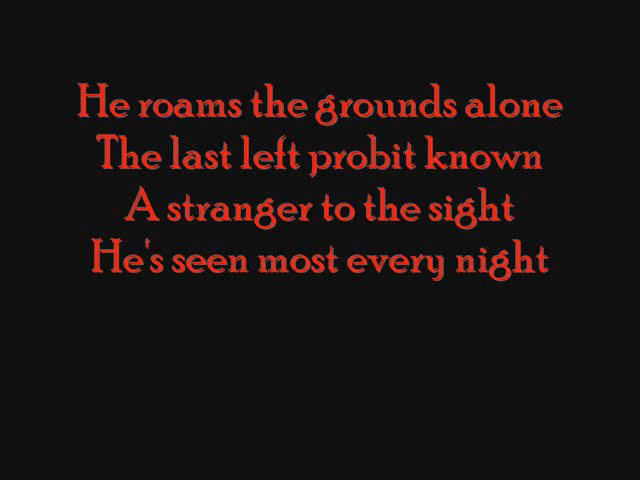 He roams the grounds alone
The last left probit known
A stranger to the sight
He's seen most every night